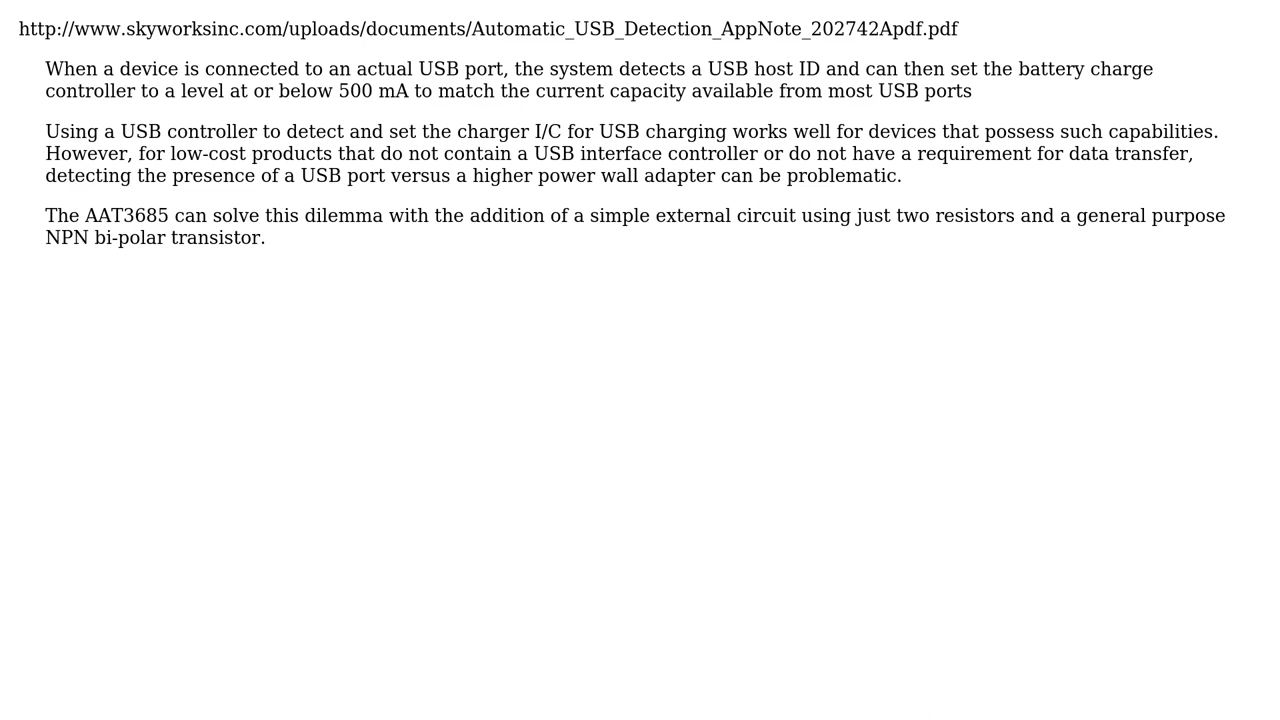 http://www.skyworksinc.com/uploads/documents/Automatic_USB_Detection_AppNote_202742Apdf.pdf
When a device is connected to an actual USB port, the system detects a USB host ID and can then set the battery charge
controller to a level at or below 500 mA to match the current capacity available from most USB ports
Using a USB controller to detect and set the charger I/C for USB charging works well for devices that possess such capabilities.
However, for low-cost products that do not contain a USB interface controller or do not have a requirement for data transfer,
detecting the presence of a USB port versus a higher power wall adapter can be problematic.
The AAT3685 can solve this dilemma with the addition of a simple external circuit using just two resistors and a general purpose
NPN bi-polar transistor.